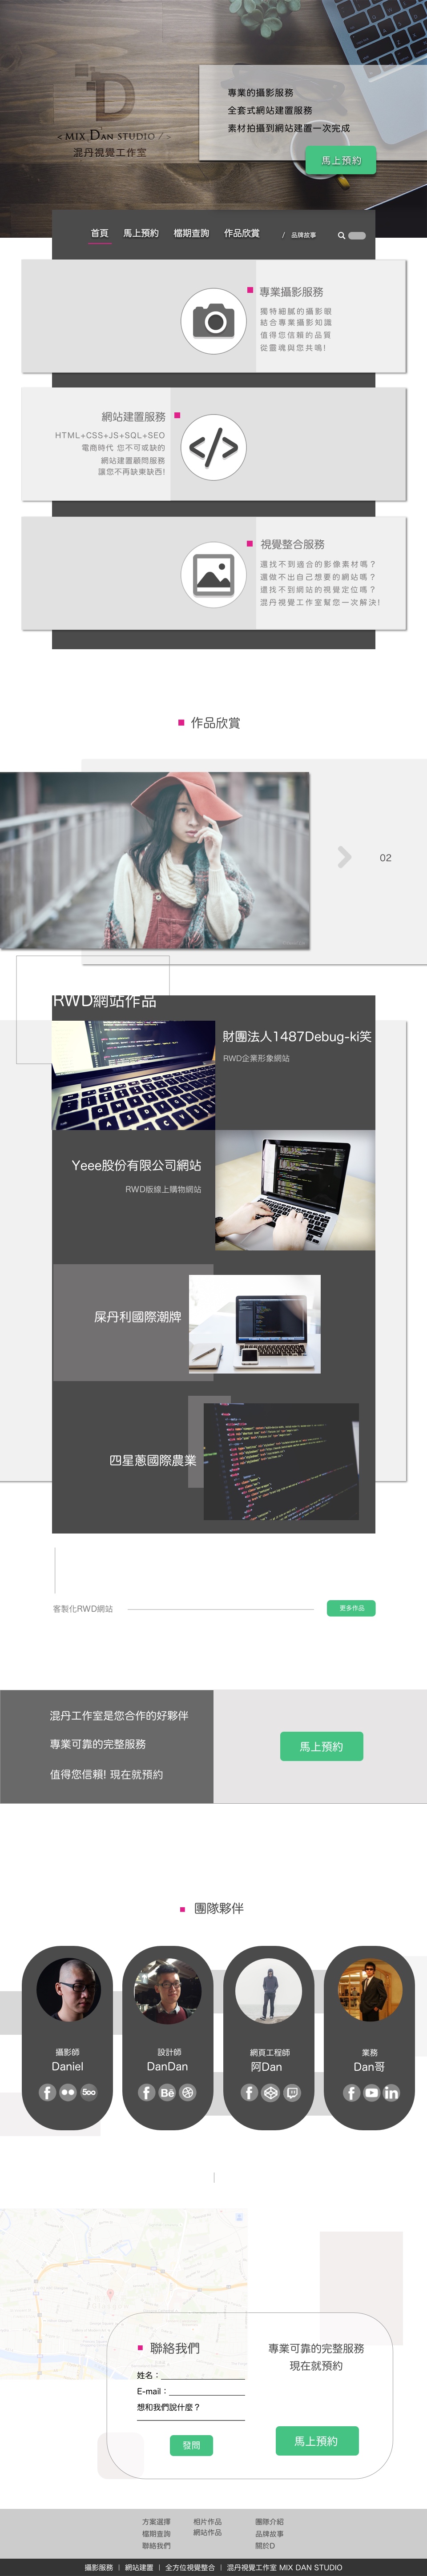 D
< MIX DAN STUDIO / >
混丹視覺工作室
專業的攝影服務
全套式網站建置服務
素材拍攝到網站建置一次完成
馬上預約
首頁 馬上預約 檔期查詢 作品欣賞 / 品牌故事
專業攝影服務
獨特細膩的攝影眼
結合專業攝影知識
值得您信賴的品質
從靈魂與您共鳴!
網站建置服務
HTML+CSS+JS+SQL+SEO
電商時代 您不可或缺的
網站建置顧問服務
讓您不再缺東缺西!
</>
視覺整合服務
還找不到適合的影像素材嗎？
還做不出自己想要的網站嗎？
還找不到網站的視覺定位嗎？
混丹視覺工作室幫您一次解決!
作品欣賞
02
RWD網站作品
財團法人1487Debug-ki笑
RWD企業形象網站
Yeee股份有限公司網站
RWD版線上購物網站
屎丹利國際潮牌
四星蔥國際農業
客製化RWD網站
更多作品
混丹工作室是您合作的好夥伴
專業可靠的完整服務
值得您信賴! 現在就預約
馬上預約
團隊夥伴
攝影師
Daniel
500
設計師
DanDan
Bē
網頁工程師
阿Dan
業務
Dan哥
in
聯絡我們
姓名：
E-mail：
想和我們說什麼？
發問
專業可靠的完整服務
現在就預約
馬上預約
方案選擇 相片作品 團隊介紹
檔期查詢 網站作品 品牌故事
聯絡我們 關於D
攝影服務 | 網站建置 | 全方位視覺整合 | 混丹視覺工作室 MIX DAN STUDIO